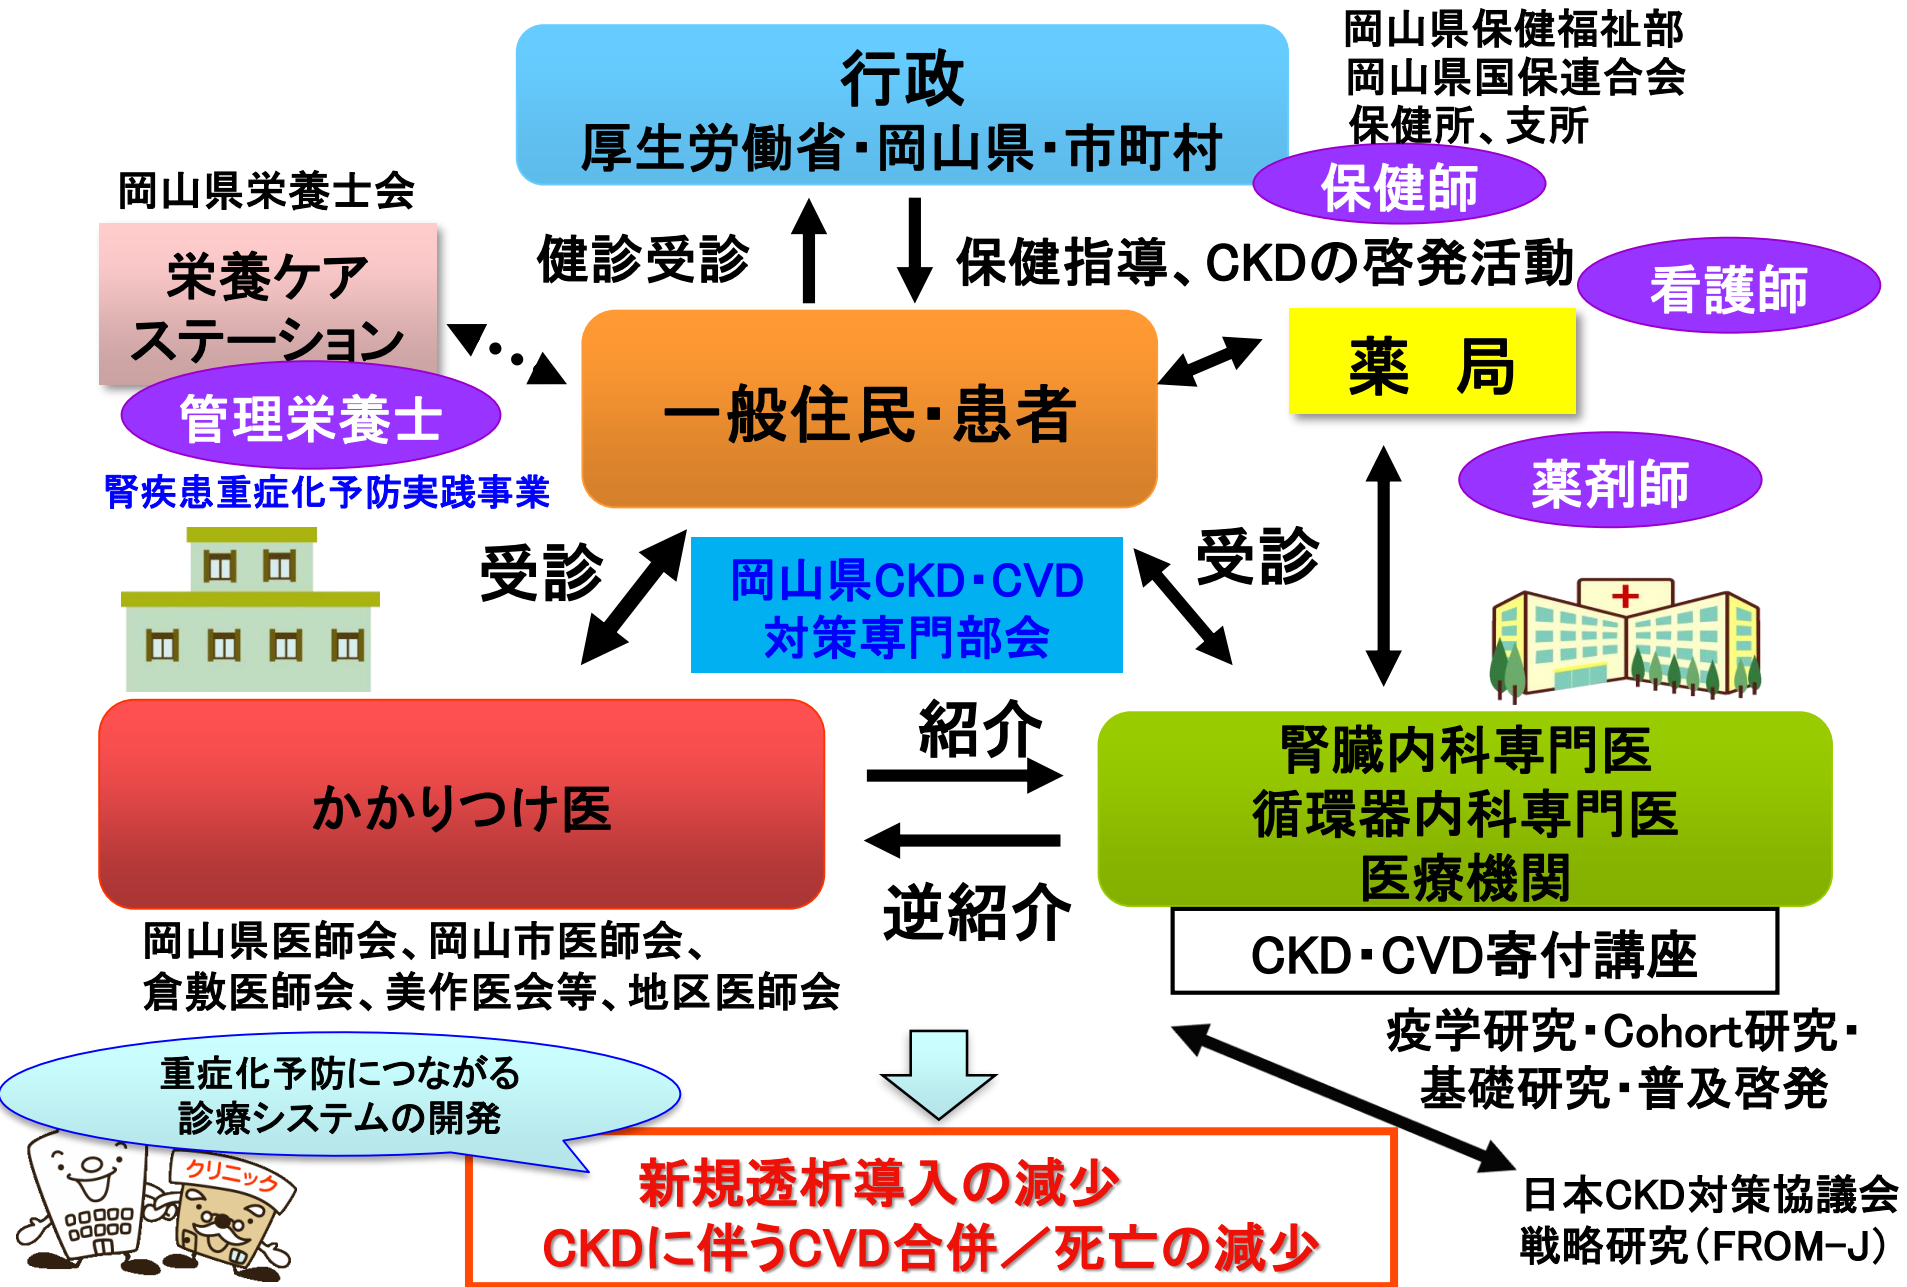 行政
厚生労働省・岡山県・市町村
岡山県保健福祉部
岡山県国保連合会
保健所、支所
保健師
岡山県栄養士会
栄養ケア
ステーション
管理栄養士
腎疾患重症化予防実践事業
健診受診
保健指導、CKDの啓発活動
看護師
一般住民・患者
薬　局
薬剤師
受診
岡山県CKD・CVD
対策専門部会
受診
かかりつけ医
紹介
逆紹介
腎臓内科専門医
循環器内科専門医
医療機関
CKD・CVD寄付講座
岡山県医師会、岡山市医師会、
倉敷医師会、美作医会等、地区医師会
疫学研究・Cohort研究・
基礎研究・普及啓発
重症化予防につながる
診療システムの開発
クリニック
新規透析導入の減少
CKDに伴うCVD合併／死亡の減少
日本CKD対策協議会
戦略研究（FROM-J）